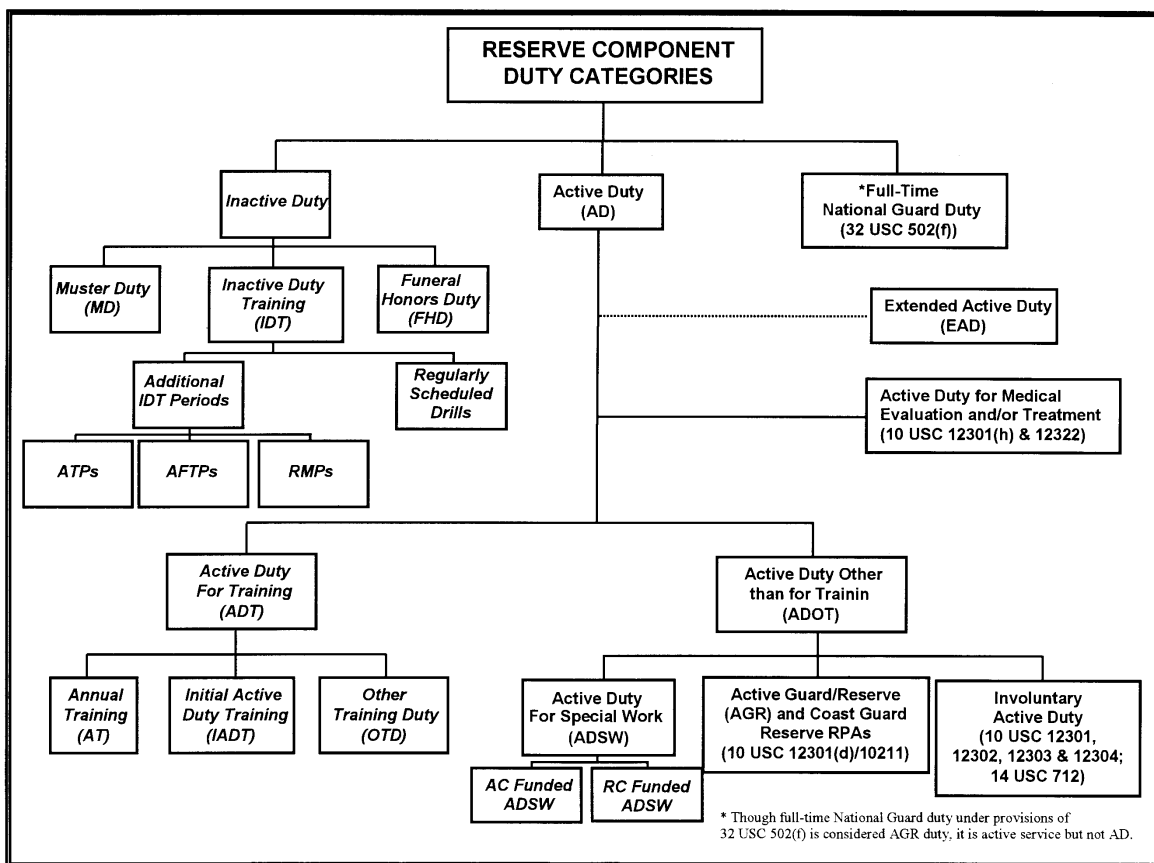 RESERVE COMPONENT
DUTY CATEGORIES
Inactive Duty
Active Duty
(AD)
*Full-Time
National Guard Duty
(32 USC 502(f))
Muster Duty
(MD)
Inactive Duty
Training
(IDT)
Funeral
Honors Duty
(FHD)
Extended Active Duty
(EAD)
Additional
IDT Periods
Regularly
Scheduled
Drills
Active Duty for Medical
Evaluation and/or Treatment
(10 USC 12301(h) & 12322)
ATPs
AFTPs
RMPs
Active Duty
For Training
(ADT)
Active Duty Other
than for Trainin
(ADOT)
Annual
Training
(AT)
Initial Active
Duty Training
(IADT)
Other
Training Duty
(OTD)
Active Duty
For Special Work
(ADSW)
Active Guard/Reserve
(AGR) and Coast Guard
Reserve RPAs
(10 USC 12301(d)/10211)
Involuntary
Active Duty
(10 USC 12301,
12302, 12303 & 12304;
14 USC 712)
AC Funded
ADSW
RC Funded
ADSW
* Though full-time National Guard duty under provisions of
32 USC 502(f) is considered AGR duty, it is active service but not AD.